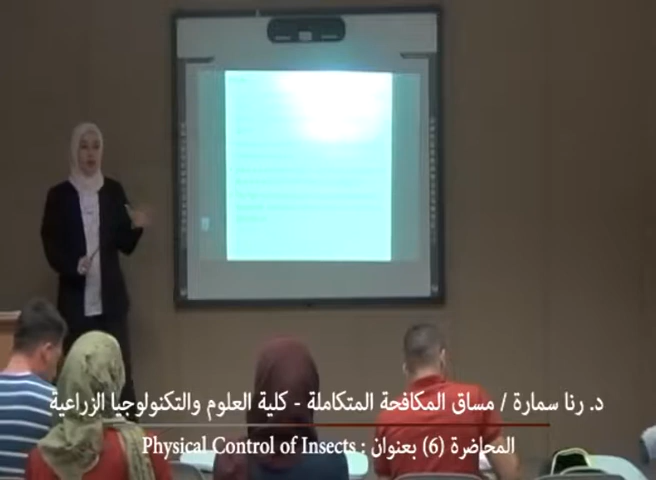 د. رنا سمارة / مساق المكافحة المتكاملة - كلية العلوم والتكنولوجيا الزراعية
المحاضرة (6) بعنوان : Physical Control of Insects